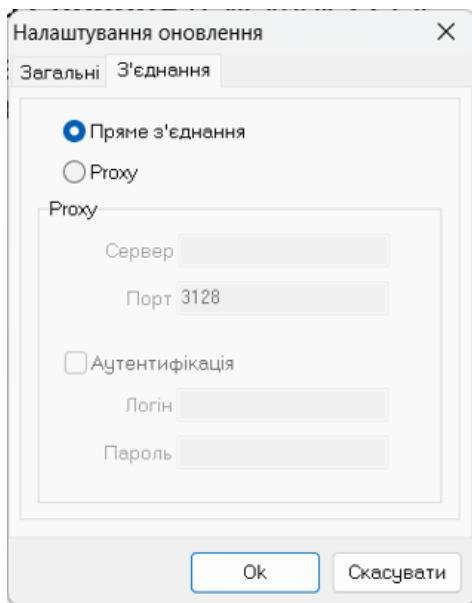 Налаштування оновлення
Загальні З'єднання
Пряме з'єднання
Proxy
Proxy
Сервер
Порт 3128
Аутентифікація
Логін
Пароль
Ok Скасувати